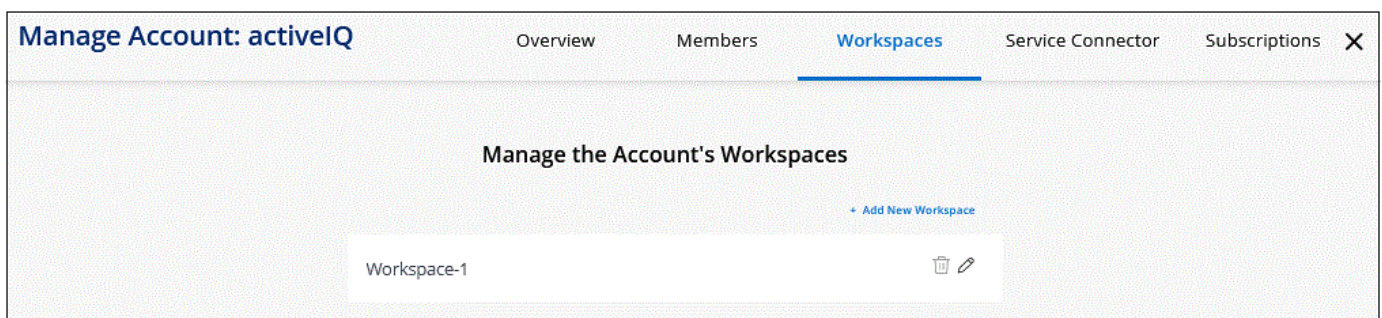 Manage Account: activeIQ
Overview Members Workspaces Service Connector Subscriptions
Manage the Account's Workspaces
+ Add New Workspace
Workspace-1